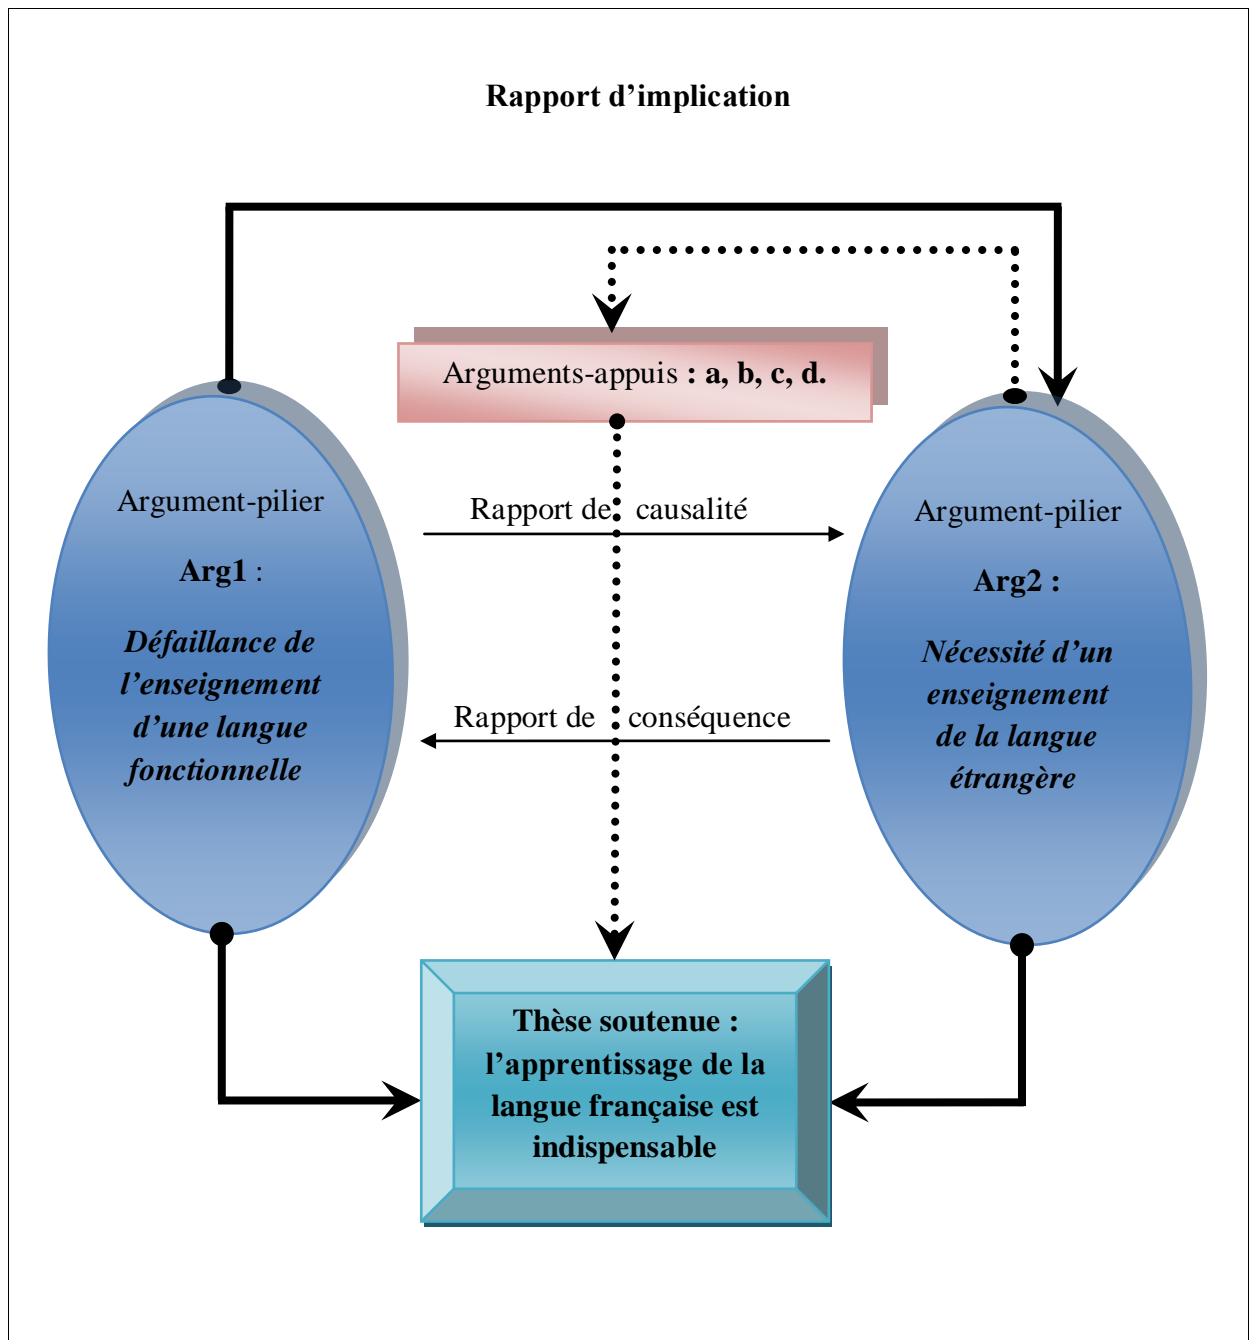 Rapport d’implication
Arguments-appuis : a, b, c, d.
Argument-pilier
Arg1 :
Défaillance de
l’enseignement
d’une langue
fonctionnelle
Rapport de causalité
Rapport de conséquence
Argument-pilier
Arg2 :
Nécessité d’un
enseignement
de la langue
étrangère
Thèse soutenue :
l’apprentissage de la
langue française est
indispensable